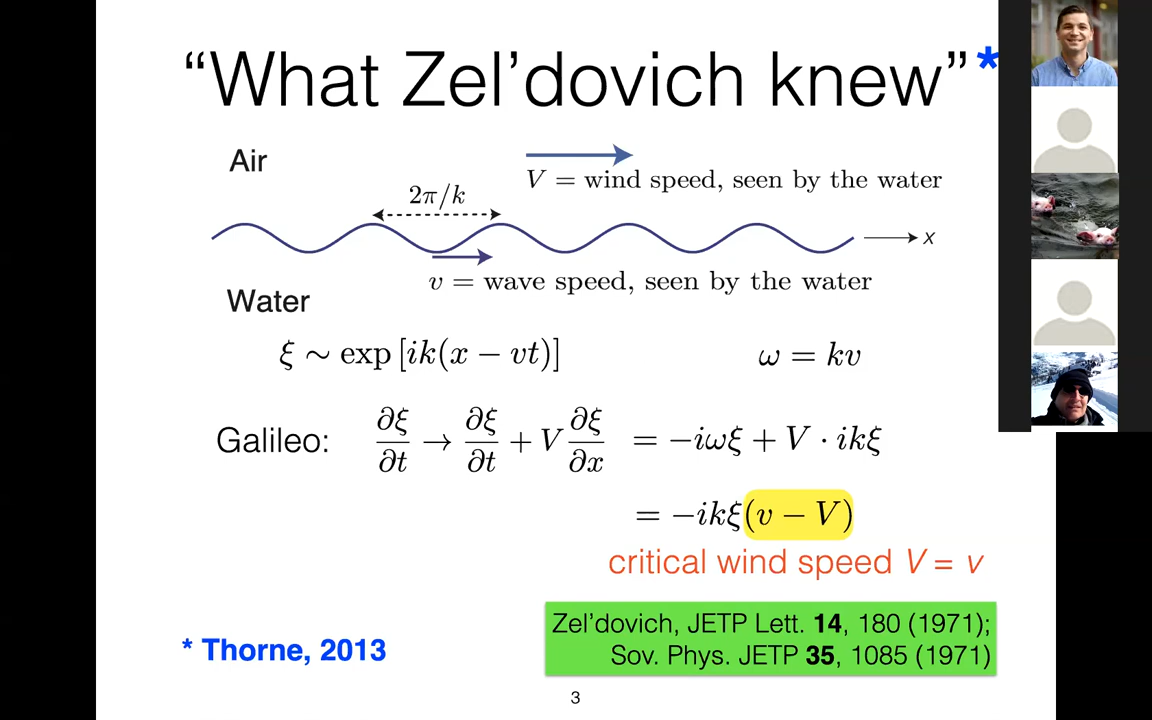 “What Zel’dovich knew”*
Air
V = wind speed, seen by the water
2π/k
x
v = wave speed, seen by the water
Water
ξ ∼ exp [ik(x − vt)]
ω = kv
Galileo: ∂ξ/∂t → ∂ξ/∂t + V ∂ξ/∂x = −iωξ + V · ikξ
= −ikξ(v − V)
critical wind speed V = v
Zel’dovich, JETP Lett. 14, 180 (1971);
Sov. Phys. JETP 35, 1085 (1971)
* Thorne, 2013
3